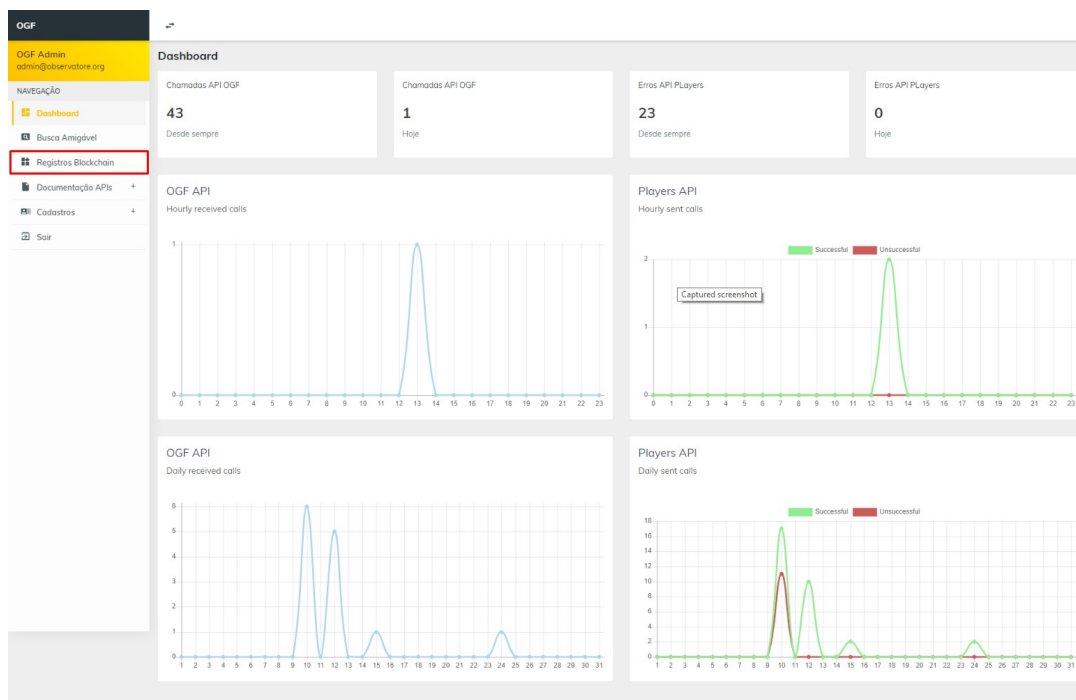 OGF
OGF Admin
admin@observatore.org
NAVEGAÇÃO
Dashboard
Busca Amigável
Registros Blockchain
Documentação APIs +
Cadastros +
Sair
Dashboard
Chamadas API OGF
43
Desde sempre
Chamadas API OGF
1
Hoje
Erros API PLayers
23
Desde sempre
Erros API PLayers
0
Hoje
OGF API
Hourly received calls
1
0
0 1 2 3 4 5 6 7 8 9 10 11 12 13 14 15 16 17 18 19 20 21 22 23
Players API
Hourly sent calls
Successful Unsuccessful
2
Captured screenshot
1
0
0 1 2 3 4 5 6 7 8 9 10 11 12 13 14 15 16 17 18 19 20 21 22 23
OGF API
Daily received calls
6
5
4
3
2
1
0
1 2 3 4 5 6 7 8 9 10 11 12 13 14 15 16 17 18 19 20 21 22 23 24 25 26 27 28 29 30 31
Players API
Daily sent calls
Successful Unsuccessful
18
16
14
12
10
8
6
4
2
0
1 2 3 4 5 6 7 8 9 10 11 12 13 14 15 16 17 18 19 20 21 22 23 24 25 26 27 28 29 30 31